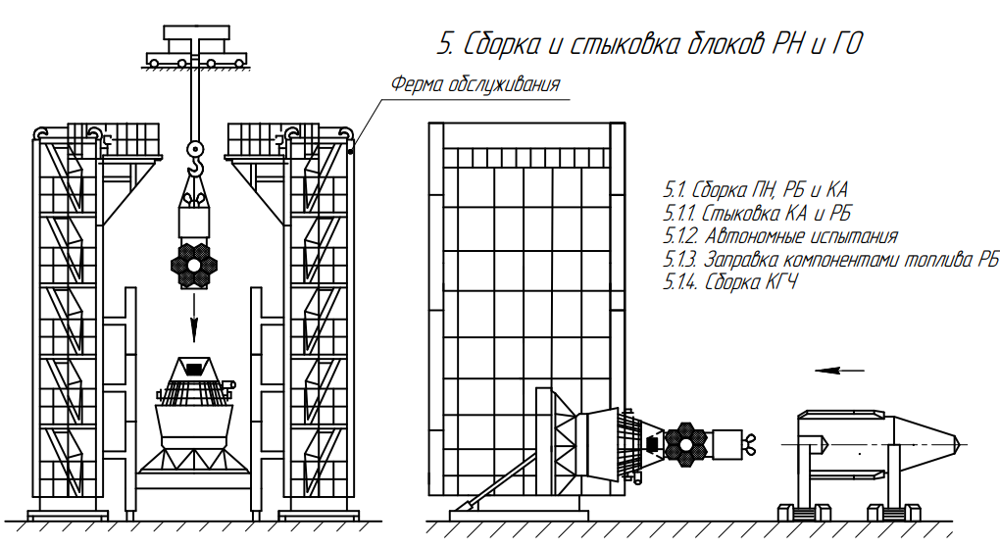 5. Сборка и стыковка блоков РН и ГО
Ферма обслуживания
5.1. Сборка ПН, РБ и КА
5.1.1. Стыковка КА и РБ
5.1.2. Автономные испытания
5.1.3. Заправка компонентами топлива РБ
5.1.4. Сборка КГЧ